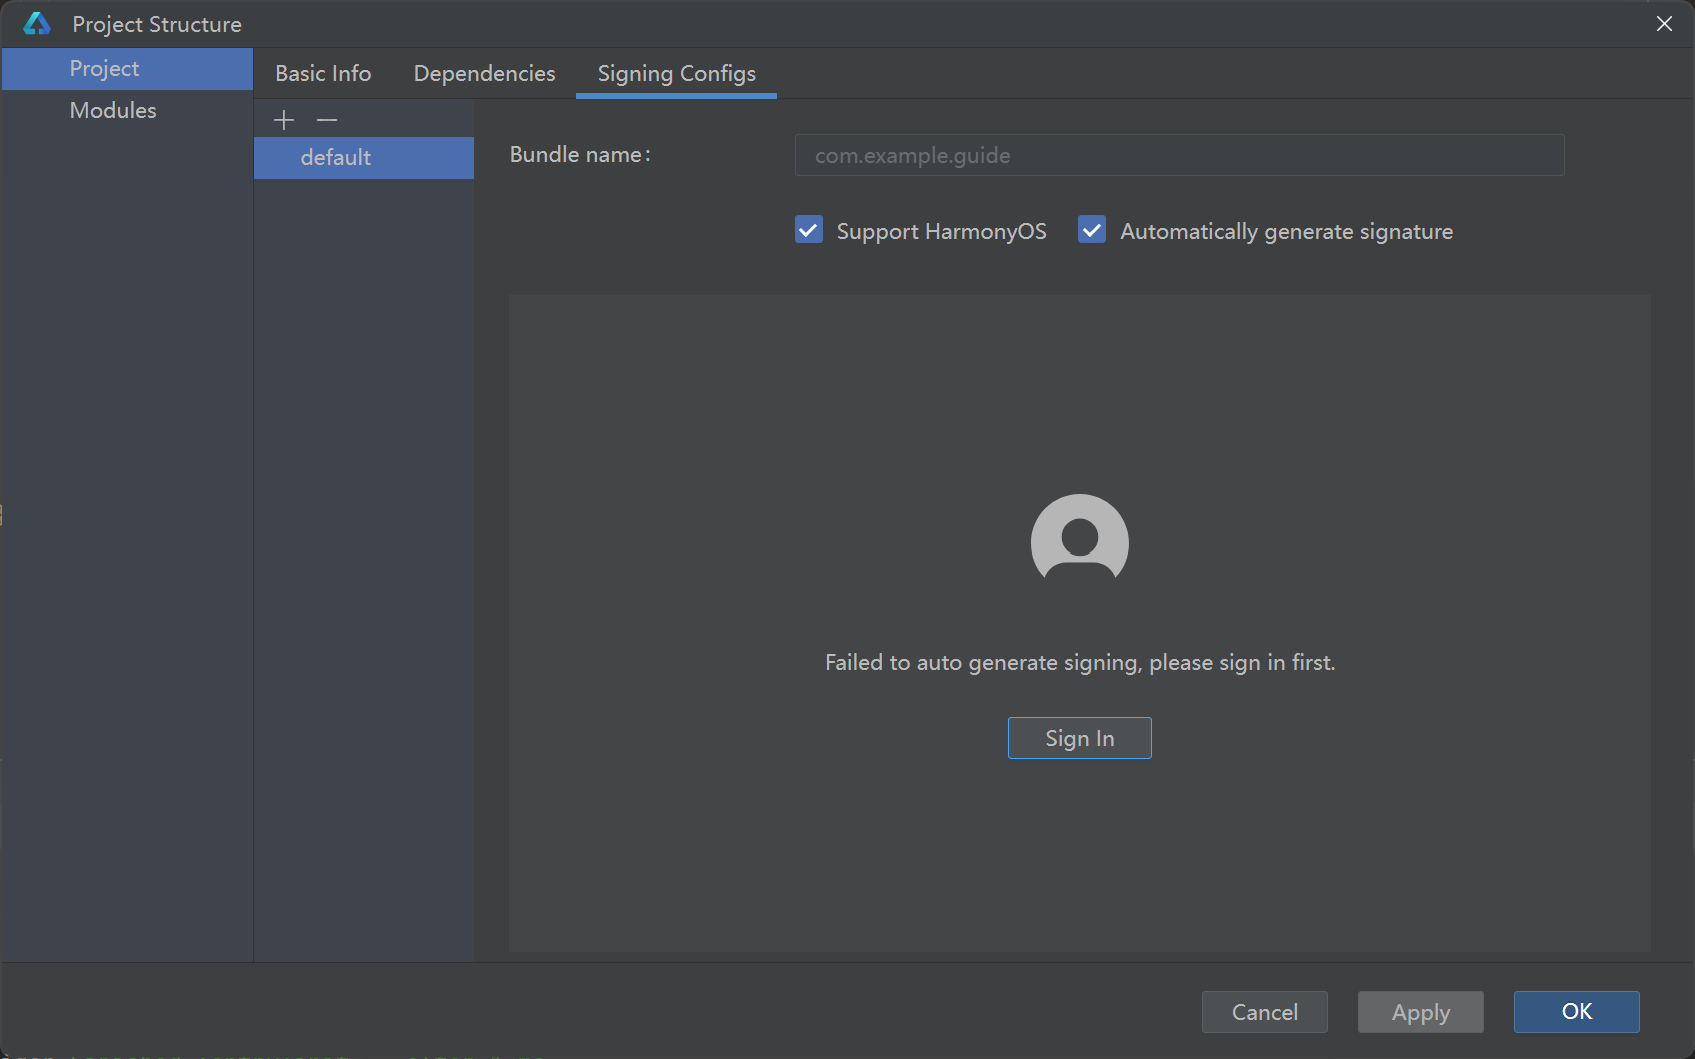 Project Structure
Project
Modules
Basic Info Dependencies Signing Configs
default
Bundle name:
com.example.guide
Support HarmonyOS Automatically generate signature
Failed to auto generate signing, please sign in first.
Sign In
Cancel Apply OK